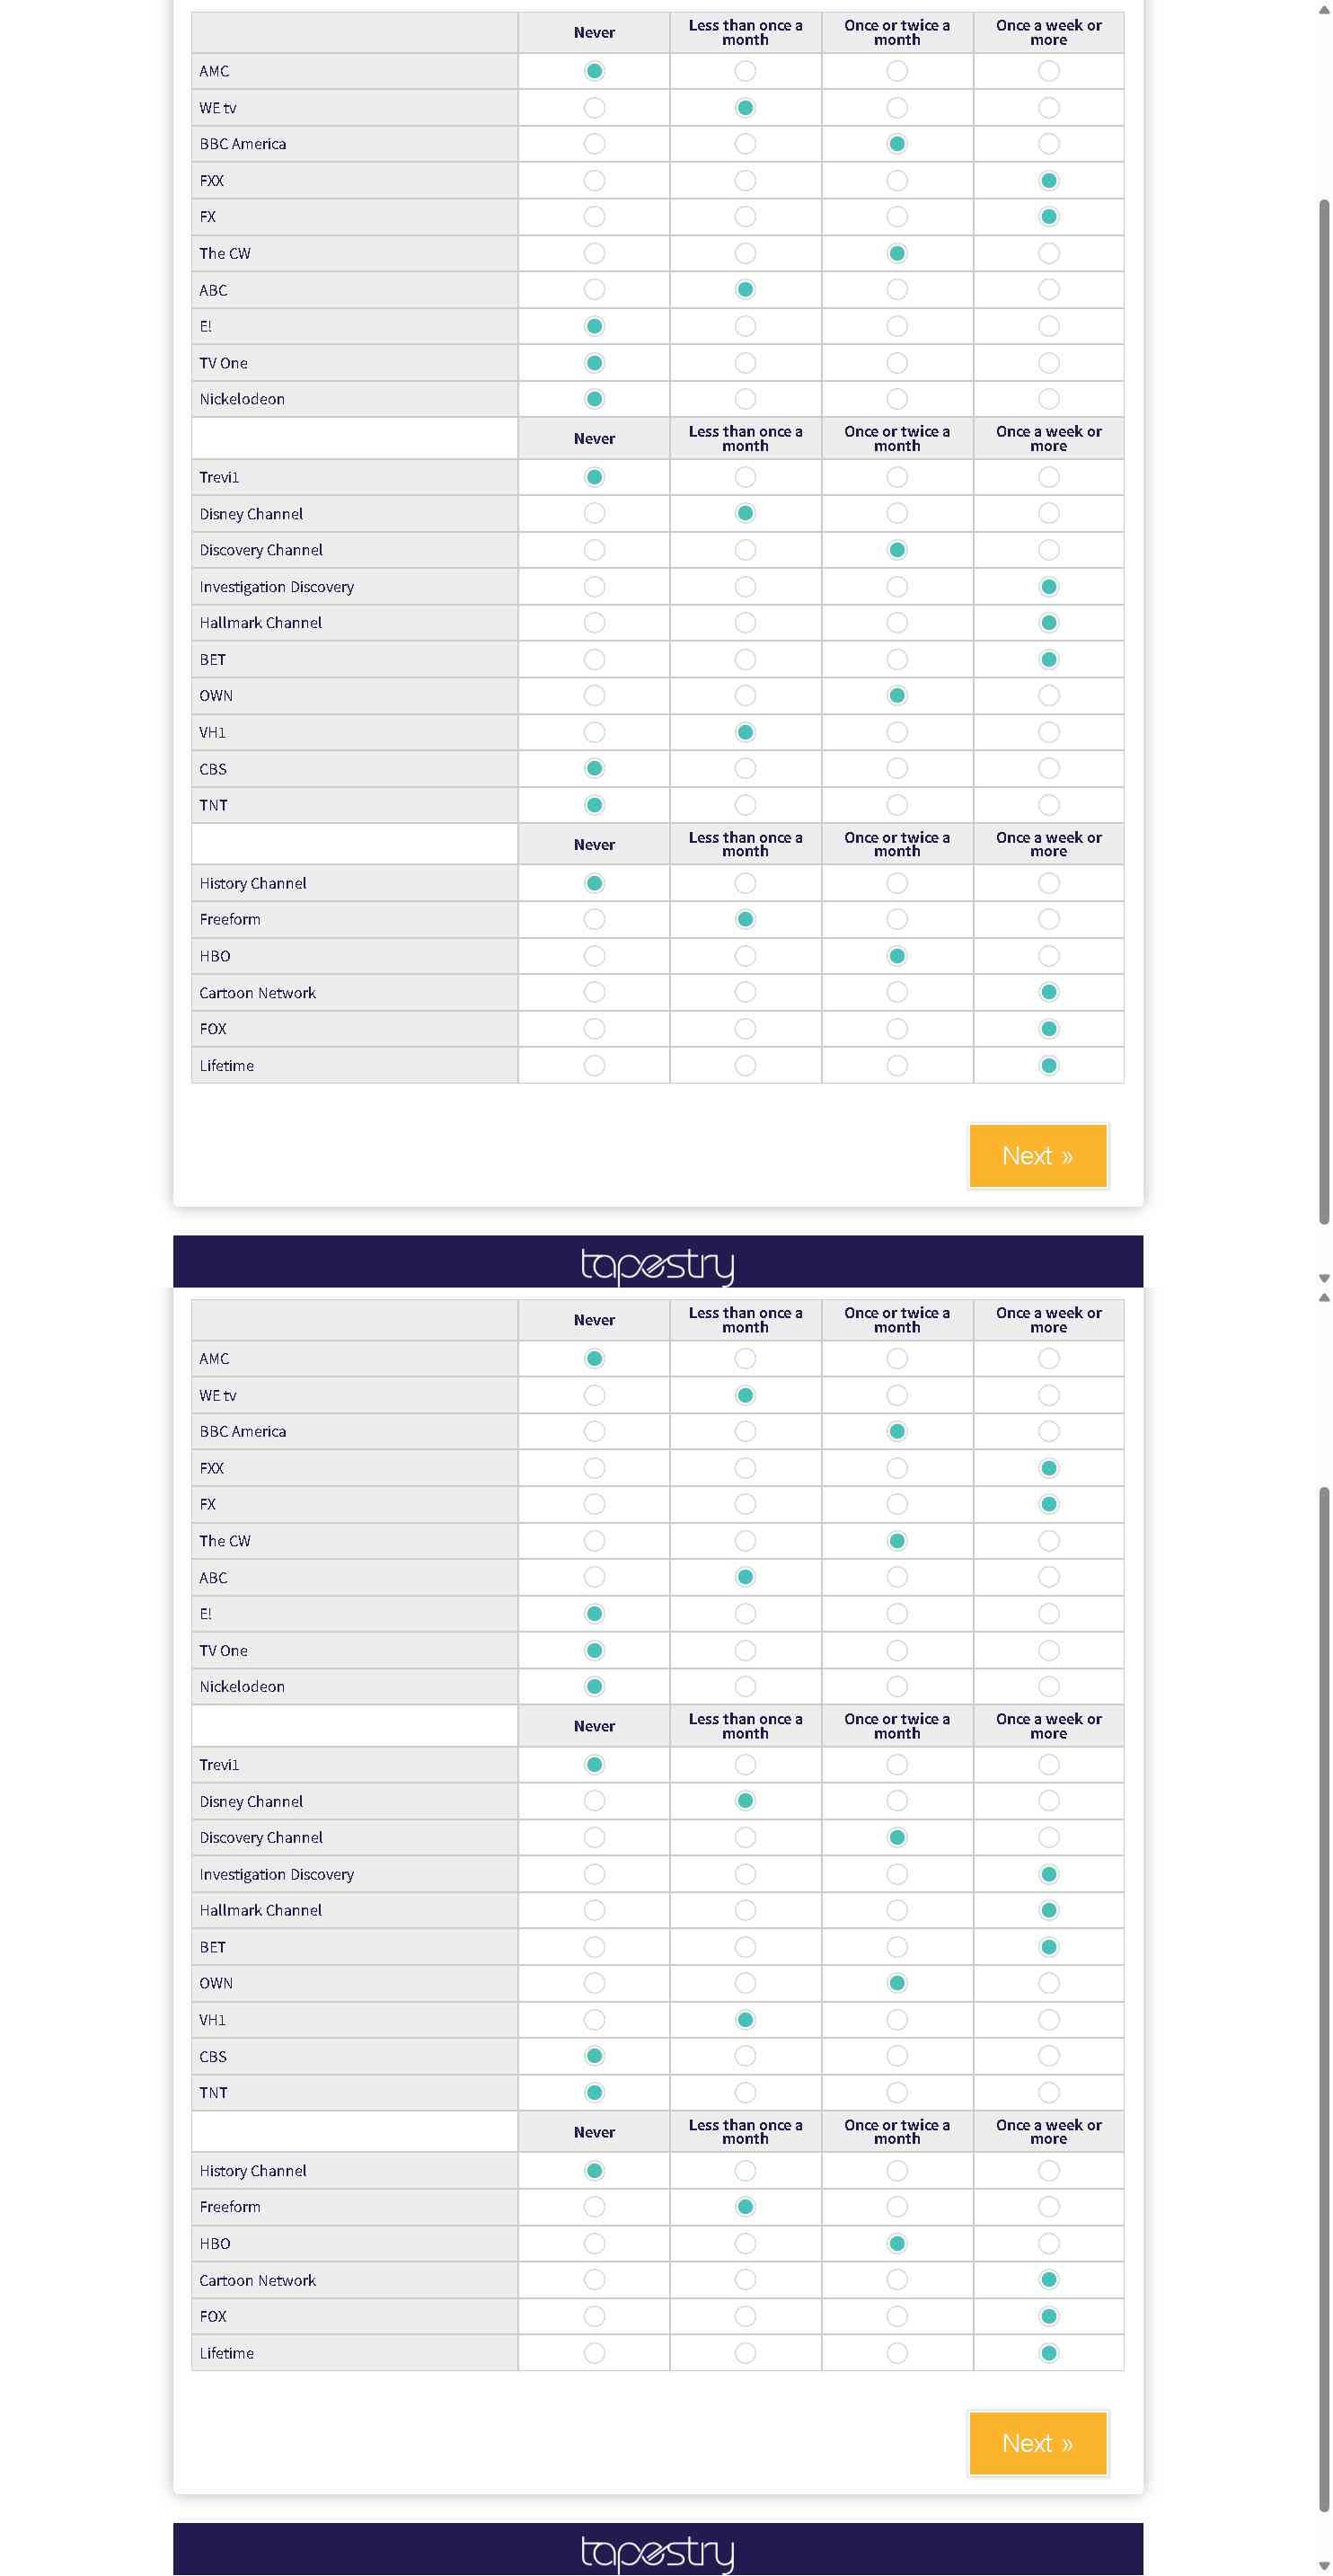 Never Less than once a month Once or twice a month Once a week or more
AMC
WE tv
BBC America
FXX
FX
The CW
ABC
E!
TV One
Nickelodeon
Never Less than once a month Once or twice a month Once a week or more
Trevi1
Disney Channel
Discovery Channel
Investigation Discovery
Hallmark Channel
BET
OWN
VH1
CBS
TNT
Never Less than once a month Once or twice a month Once a week or more
History Channel
Freeform
HBO
Cartoon Network
FOX
Lifetime
Next »
tapestry
Never Less than once a month Once or twice a month Once a week or more
AMC
WE tv
BBC America
FXX
FX
The CW
ABC
E!
TV One
Nickelodeon
Never Less than once a month Once or twice a month Once a week or more
Trevi1
Disney Channel
Discovery Channel
Investigation Discovery
Hallmark Channel
BET
OWN
VH1
CBS
TNT
Never Less than once a month Once or twice a month Once a week or more
History Channel
Freeform
HBO
Cartoon Network
FOX
Lifetime
Next »
tapestry